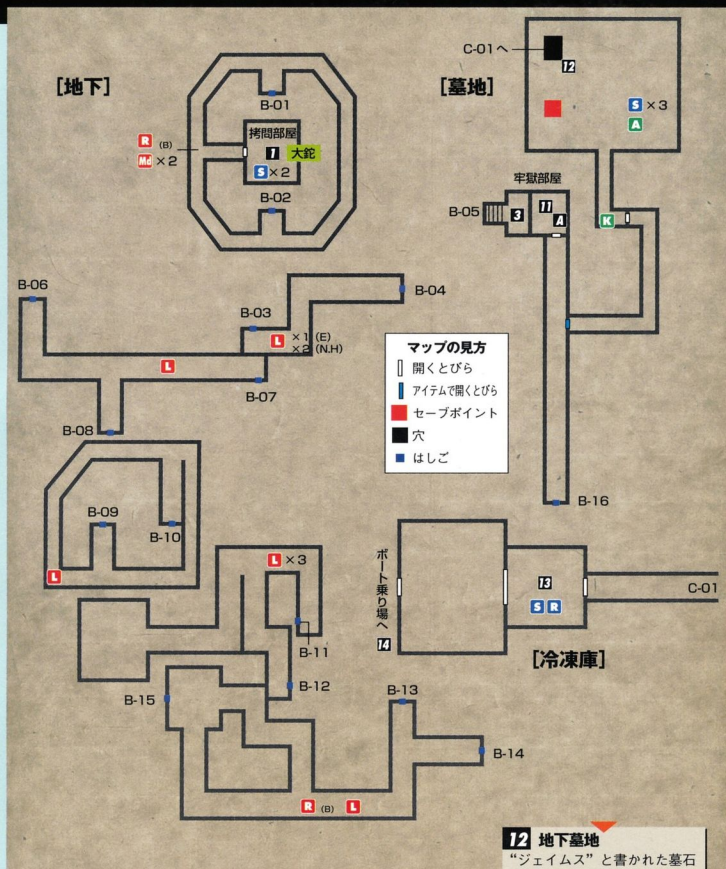 [地下]
B-01
拷問部屋
R (B)
Md ×2
1 大鉈
S ×2
B-02
[墓地]
C-01へ
12
S ×3
A
牢獄部屋
B-05
3
11
A
K
B-06
B-03
B-04
L ×1 (E)
×2 (N.H)
L
B-07
B-08
マップの見方
開くとびら
アイテムで開くとびら
セーブポイント
穴
はしご
B-16
B-09
B-10
L
L ×3
B-11
B-12
B-15
B-13
B-14
R (B) L
ボート乗り場へ
14
13
S R
C-01
[冷凍庫]
12 地下墓地
“ジェイムス”と書かれた墓石